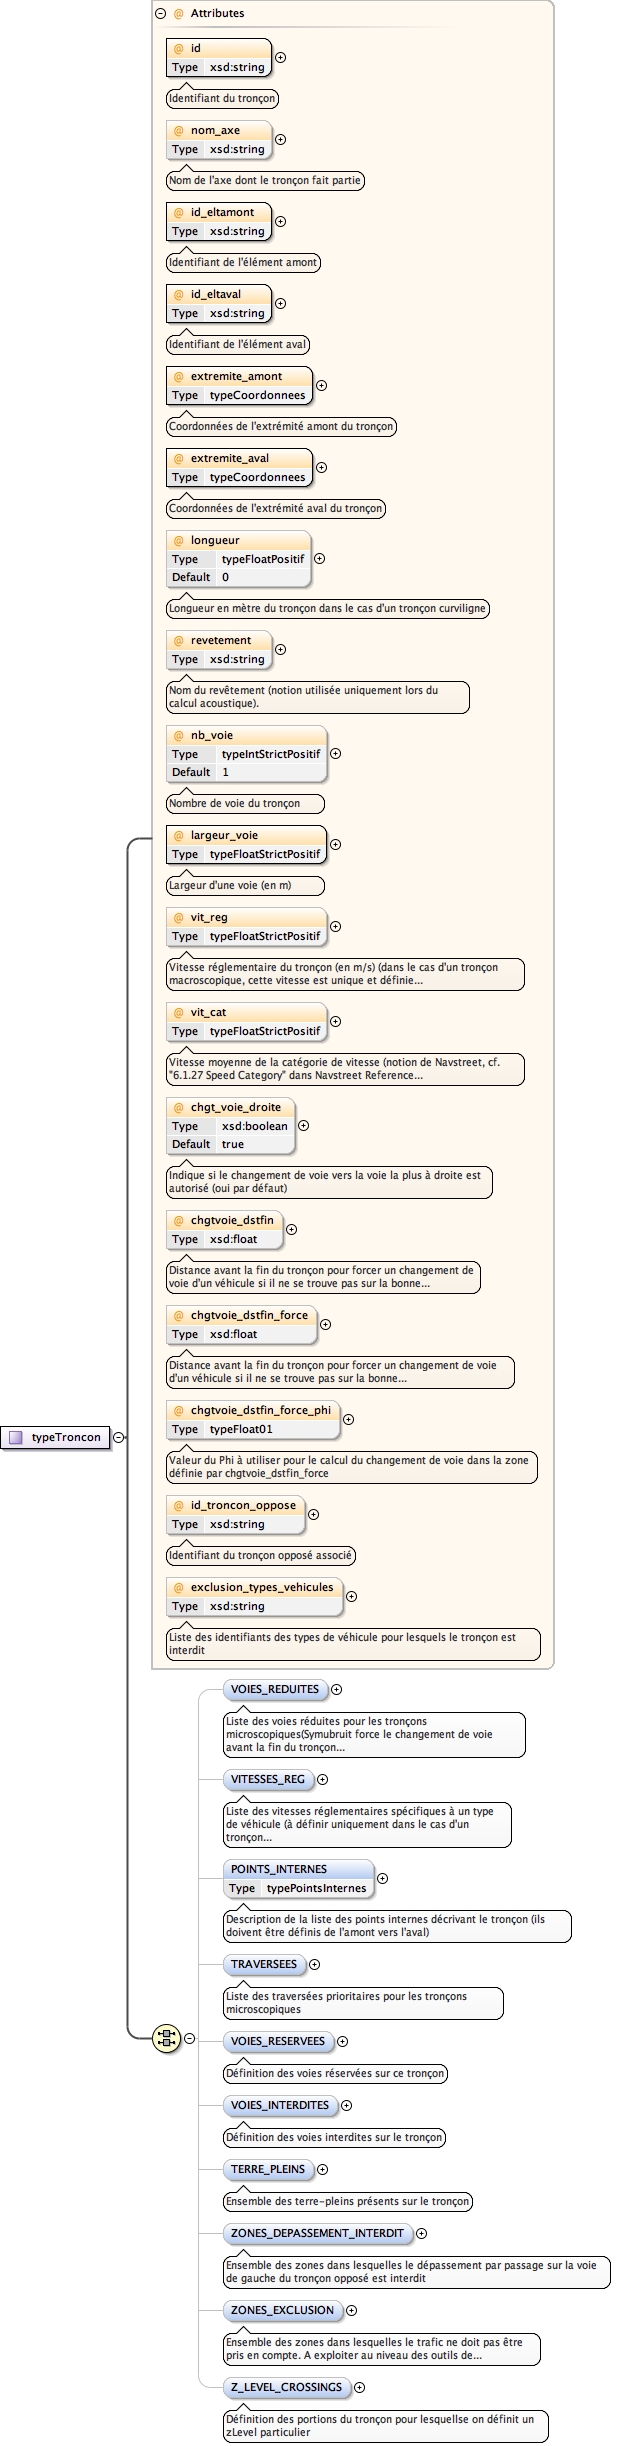 @ Attributes
@ id
Type xsd:string
Identifiant du tronçon
@ nom_axe
Type xsd:string
Nom de l'axe dont le tronçon fait partie
@ id_eltamont
Type xsd:string
Identifiant de l'élément amont
@ id_eltaval
Type xsd:string
Identifiant de l'élément aval
@ extremite_amont
Type typeCoordonnees
Coordonnées de l'extrémité amont du tronçon
@ extremite_aval
Type typeCoordonnees
Coordonnées de l'extrémité aval du tronçon
@ longueur
Type typeFloatPositif
Default 0
Longueur en mètre du tronçon dans le cas d'un tronçon curviligne
@ revetement
Type xsd:string
Nom du revêtement (notion utilisée uniquement lors du
calcul acoustique).
@ nb_voie
Type typeIntStrictPositif
Default 1
Nombre de voie du tronçon
@ largeur_voie
Type typeFloatStrictPositif
Largeur d'une voie (en m)
@ vit_reg
Type typeFloatStrictPositif
Vitesse réglementaire du tronçon (en m/s) (dans le cas d'un tronçon
macroscopique, cette vitesse est unique et définie...
@ vit_cat
Type typeFloatStrictPositif
Vitesse moyenne de la catégorie de vitesse (notion de Navstreet, cf.
"6.1.27 Speed Category" dans Navstreet Reference...
@ chgt_voie_droite
Type xsd:boolean
Default true
Indique si le changement de voie vers la voie la plus à droite est
autorisé (oui par défaut)
@ chgtvoie_dstfin
Type xsd:float
Distance avant la fin du tronçon pour forcer un changement de
voie d'un véhicule si il ne se trouve pas sur la bonne...
@ chgtvoie_dstfin_force
Type xsd:float
Distance avant la fin du tronçon pour forcer un changement de voie
d'un véhicule si il ne se trouve pas sur la bonne...
@ chgtvoie_dstfin_force_phi
Type typeFloat01
typeTroncon
Valeur du Phi à utiliser pour le calcul du changement de voie dans la zone
définie par chgtvoie_dstfin_force
@ id_troncon_oppose
Type xsd:string
Identifiant du tronçon opposé associé
@ exclusion_types_vehicules
Type xsd:string
Liste des identifiants des types de véhicule pour lesquels le tronçon est
interdit
VOIES_REDUITES
Liste des voies réduites pour les tronçons
microscopiques(Symubruit force le changement de voie
avant la fin du tronçon...
VITESSES_REG
Liste des vitesses réglementaires spécifiques à un type
de véhicule (à définir uniquement dans le cas d'un
tronçon...
POINTS_INTERNES
Type typePointsInternes
Description de la liste des points internes décrivant le tronçon (ils
doivent être définis de l'amont vers l'aval)
TRAVERSEES
Liste des traversées prioritaires pour les tronçons
microscopiques
VOIES_RESERVEES
Définition des voies réservées sur ce tronçon
VOIES_INTERDITES
Définition des voies interdites sur le tronçon
TERRE_PLEINS
Ensemble des terre-pleins présents sur le tronçon
ZONES_DEPASSEMENT_INTERDIT
Ensemble des zones dans lesquelles le dépassement par passage sur la voie
de gauche du tronçon opposé est interdit
ZONES_EXCLUSION
Ensemble des zones dans lesquelles le trafic ne doit pas être
pris en compte. A exploiter au niveau des outils de...
Z_LEVEL_CROSSINGS
Définition des portions du tronçon pour lesquellse on définit un
zLevel particulier